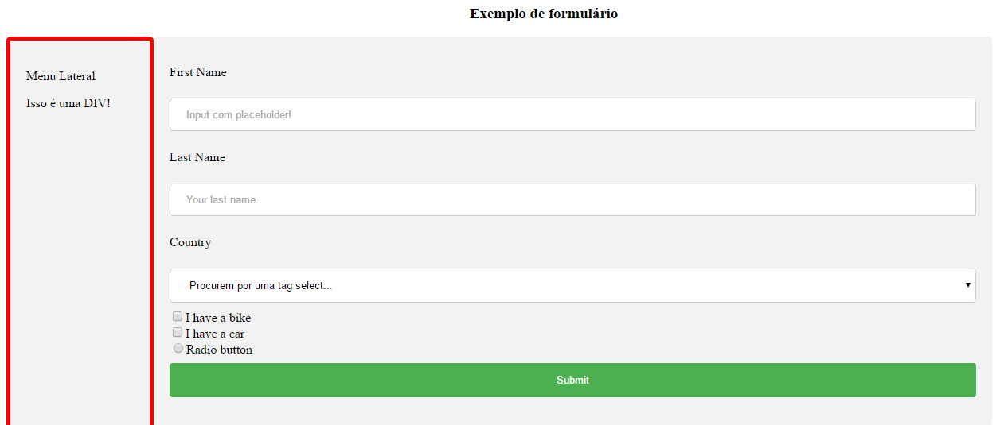 Exemplo de formulário
Menu Lateral
Isso é uma DIV!
First Name
Input com placeholder!
Last Name
Your last name..
Country
Procurem por uma tag select...
I have a bike
I have a car
Radio button
Submit